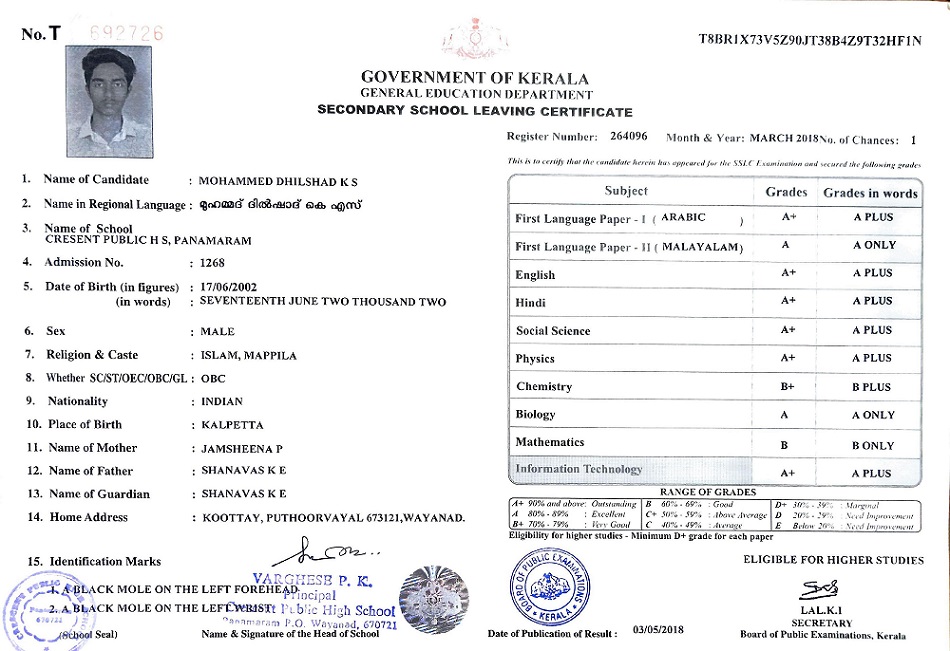 No. T 692726
T8BR1X73V5Z90JT38B4Z9T32HF1N
GOVERNMENT OF KERALA
GENERAL EDUCATION DEPARTMENT
SECONDARY SCHOOL LEAVING CERTIFICATE
Register Number: 264096 Month & Year: MARCH 2018 No. of Chances: 1
This is to certify that the candidate herein has appeared for the SSLC Examination and secured the following grades
1. Name of Candidate : MOHAMMED DHILSHAD K S
2. Name in Regional Language : മുഹമ്മദ് ദിൽഷാദ് കെ എസ്
3. Name of School
CRESENT PUBLIC H S, PANAMARAM
4. Admission No. : 1268
5. Date of Birth (in figures) : 17/06/2002
(in words) : SEVENTEENTH JUNE TWO THOUSAND TWO
6. Sex : MALE
7. Religion & Caste : ISLAM, MAPPILA
8. Whether SC/ST/OEC/OBC/GL : OBC
9. Nationality : INDIAN
10. Place of Birth : KALPETTA
11. Name of Mother : JAMSHEENA P
12. Name of Father : SHANAVAS K E
13. Name of Guardian : SHANAVAS K E
14. Home Address : KOOTTAY, PUTHOORVAYAL 673121,WAYANAD.
15. Identification Marks
1. A BLACK MOLE ON THE LEFT FOREHEAD
2. A BLACK MOLE ON THE LEFT WRIST
VARGHESE P. K.
Principal
Crescent Public High School
Panamaram P.O. Wayanad, 670721
(School Seal)
Name & Signature of the Head of School
Subject Grades Grades in words
First Language Paper - I ( ARABIC ) A+ A PLUS
First Language Paper - II ( MALAYALAM) A A ONLY
English A+ A PLUS
Hindi A+ A PLUS
Social Science A+ A PLUS
Physics A+ A PLUS
Chemistry B+ B PLUS
Biology A A ONLY
Mathematics B B ONLY
Information Technology A+ A PLUS
RANGE OF GRADES
A+ 90% and above: Outstanding B 60% - 69% : Good D+ 30% - 39% : Marginal
A 80% - 89% : Excellent C+ 50% - 59% : Above Average D 20% - 29% : Need Improvement
B+ 70% - 79% : Very Good C 40% - 49% : Average E Below 20% : Need Improvement
Eligibility for higher studies - Minimum D+ grade for each paper
BOARD OF PUBLIC EXAMINATIONS
KERALA
ELIGIBLE FOR HIGHER STUDIES
LAL.K.I
SECRETARY
Board of Public Examinations, Kerala
Date of Publication of Result : 03/05/2018